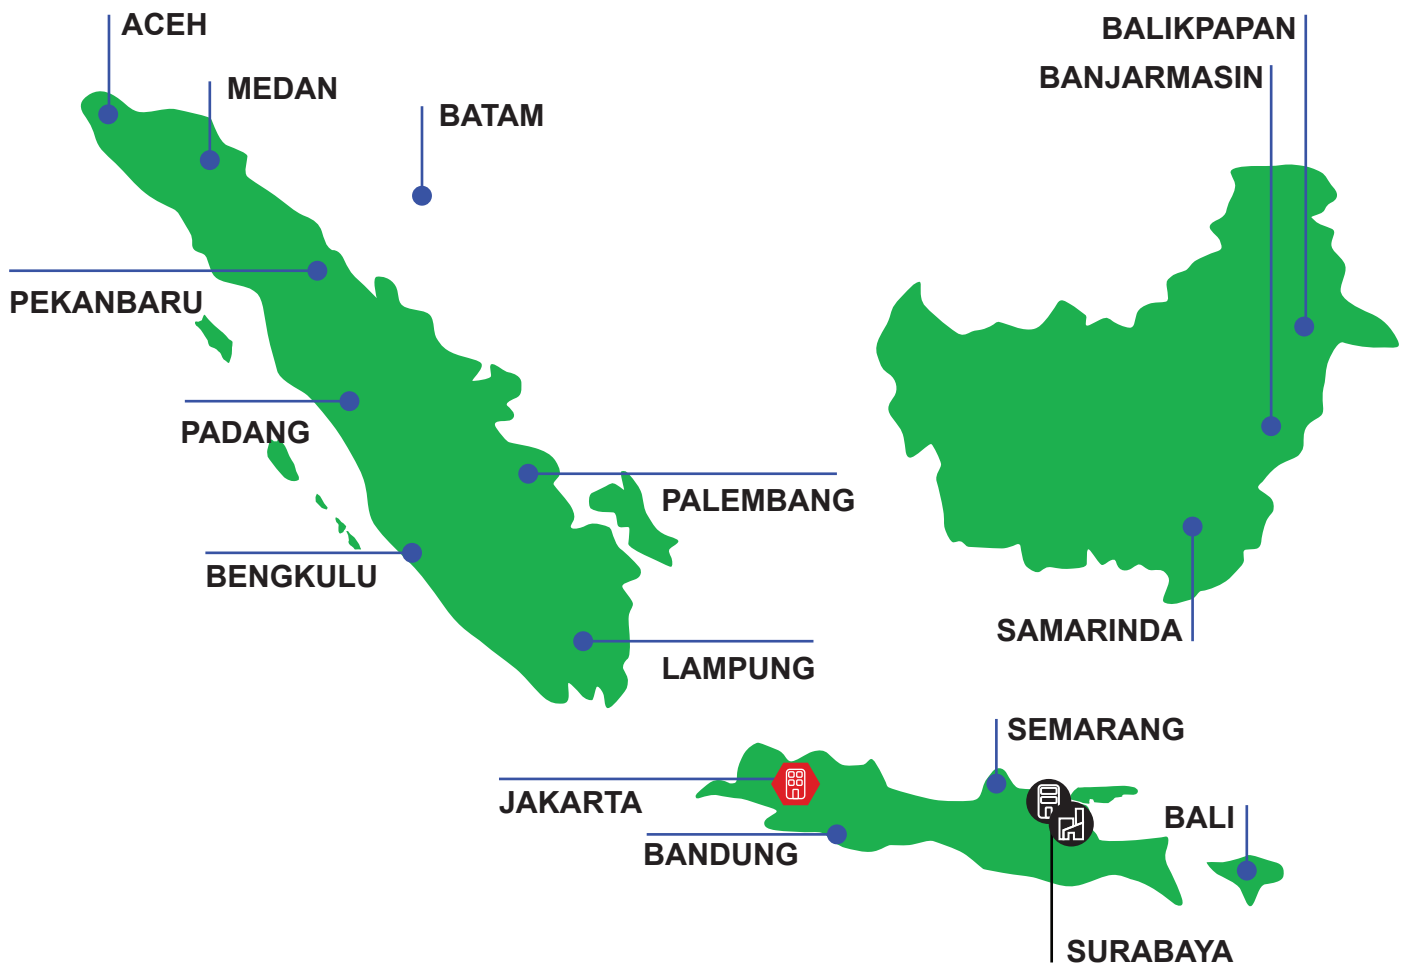 ACEH
BALIKPAPAN
MEDAN
BANJARMASIN
BATAM
PEKANBARU
PADANG
PALEMBANG
BENGKULU
SAMARINDA
LAMPUNG
SEMARANG
JAKARTA
BALI
BANDUNG
SURABAYA